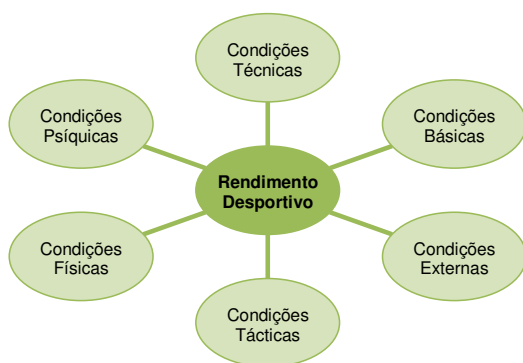 Condições
Técnicas
Condições
Psíquicas
Condições
Básicas
Rendimento
Desportivo
Condições
Físicas
Condições
Externas
Condições
Tácticas